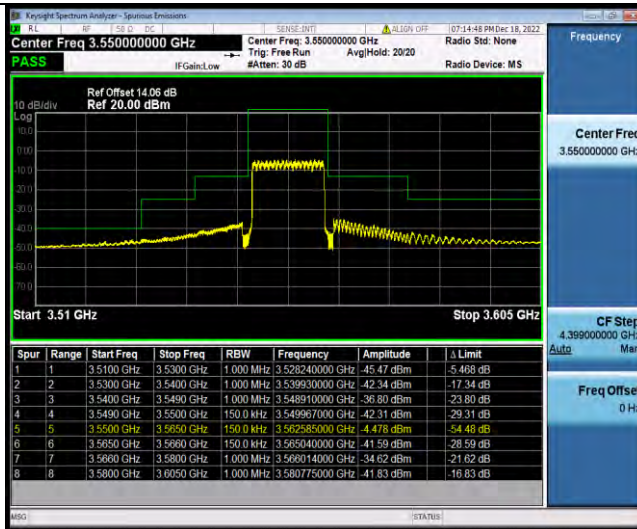 Keysight Spectrum Analyzer - Spurious Emissions
RL RF 50 Ω DC SENSE:INT ALIGN OFF 07:14:48 PM Dec 18, 2022
Center Freq 3.550000000 GHz
PASS
IFGain:Low
Center Freq: 3.550000000 GHz
Trig: Free Run Avg|Hold: 20/20
#Atten: 30 dB
Radio Std: None
Radio Device: MS
Frequency
Ref Offset 14.06 dB
10 dB/div Ref 20.00 dBm
Log
10.0
0.00
-10.0
-20.0
-30.0
-40.0
-50.0
-60.0
-70.0
Start 3.51 GHz Stop 3.605 GHz
Center Freq
3.550000000 GHz
CF Step
4.399000000 GHz
Auto Man
Freq Offset
0 Hz
Spur Range Start Freq Stop Freq RBW Frequency Amplitude Δ Limit
1 1 3.5100 GHz 3.5300 GHz 1.000 MHz 3.528240000 GHz -45.47 dBm -5.468 dB
2 2 3.5300 GHz 3.5400 GHz 1.000 MHz 3.539930000 GHz -42.34 dBm -17.34 dB
3 3 3.5400 GHz 3.5490 GHz 1.000 MHz 3.548910000 GHz -36.80 dBm -23.80 dB
4 4 3.5490 GHz 3.5500 GHz 150.0 kHz 3.549967000 GHz -42.31 dBm -29.31 dB
5 5 3.5500 GHz 3.5650 GHz 150.0 kHz 3.562585000 GHz -4.478 dBm -54.48 dB
6 6 3.5650 GHz 3.5660 GHz 150.0 kHz 3.565040000 GHz -41.59 dBm -28.59 dB
7 7 3.5660 GHz 3.5800 GHz 1.000 MHz 3.566014000 GHz -34.62 dBm -21.62 dB
8 8 3.5800 GHz 3.6050 GHz 1.000 MHz 3.580775000 GHz -41.83 dBm -16.83 dB
MSG STATUS